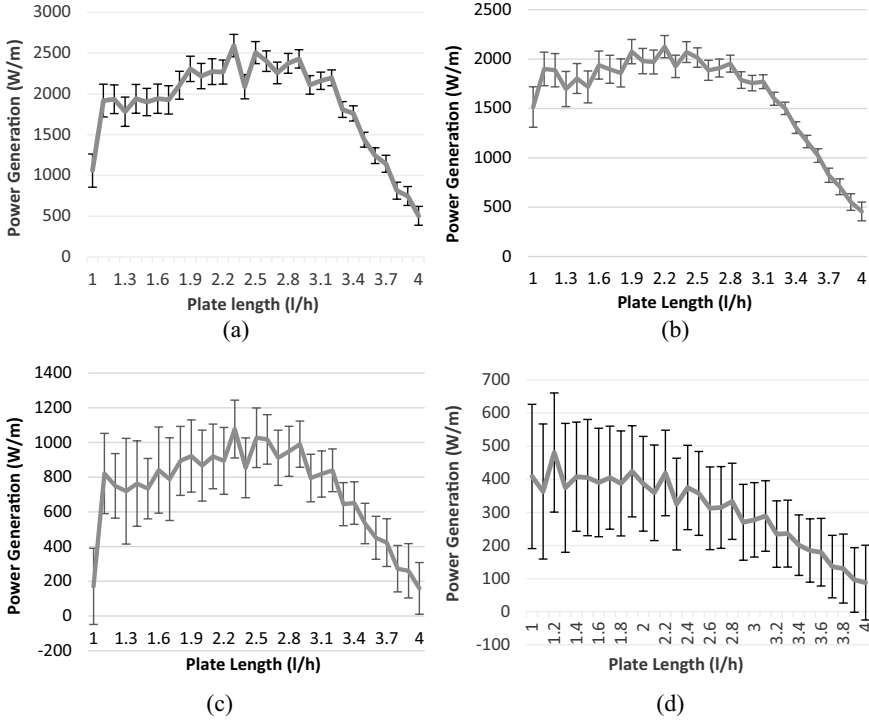 Power Generation (W/m)
3000
2500
2000
1500
1000
500
0
1 1.3 1.6 1.9 2.2 2.5 2.8 3.1 3.4 3.7 4
Plate length (l/h)
(a)
Power Generation (W/m)
2500
2000
1500
1000
500
0
1 1.3 1.6 1.9 2.2 2.5 2.8 3.1 3.4 3.7 4
Plate Length (l/h)
(b)
Power Generation (W/m)
1400
1200
1000
800
600
400
200
0
-200
1 1.3 1.6 1.9 2.2 2.5 2.8 3.1 3.4 3.7 4
Plate Length (l/h)
(c)
Power Generation (W/m)
700
600
500
400
300
200
100
0
-100
1 1.2 1.4 1.6 1.8 2 2.2 2.4 2.6 2.8 3 3.2 3.4 3.6 3.8 4
Plate Length (l/h)
(d)